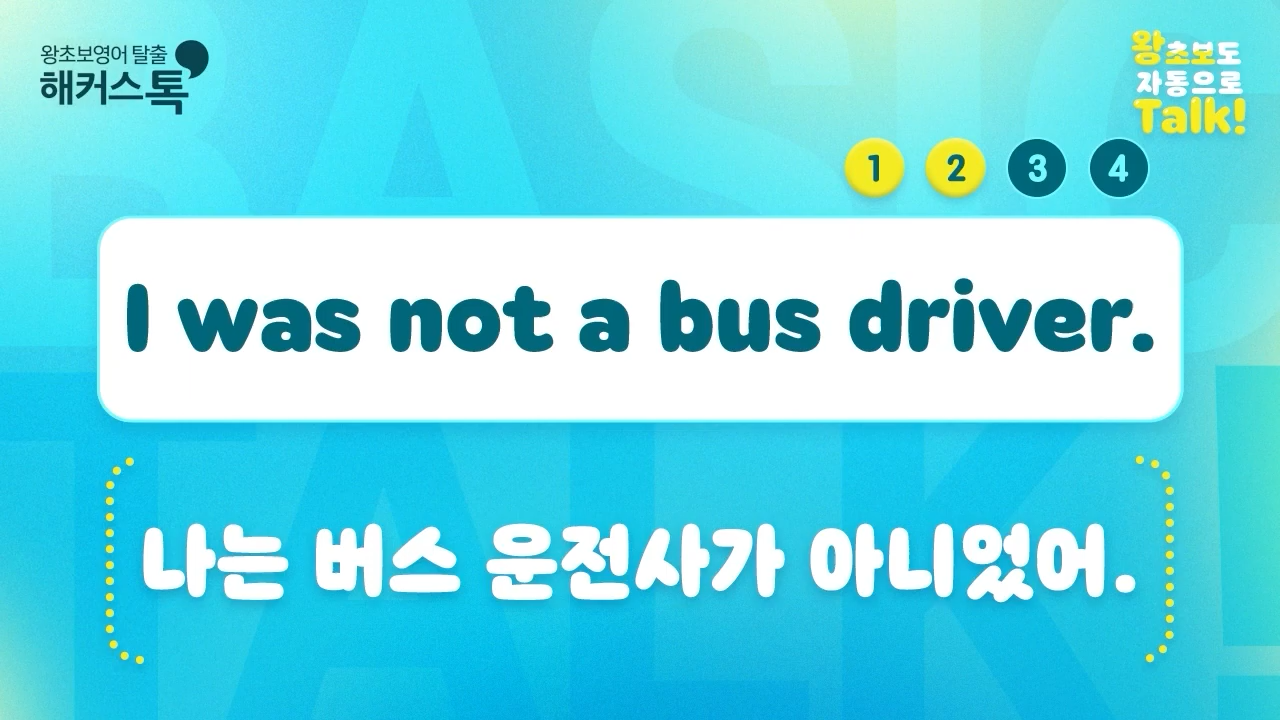 왕초보영어 탈출
해커스톡
왕초보도
자동으로
Talk!
1 2 3 4
I was not a bus driver.
나는 버스 운전사가 아니었어.
BASIC
TALK!